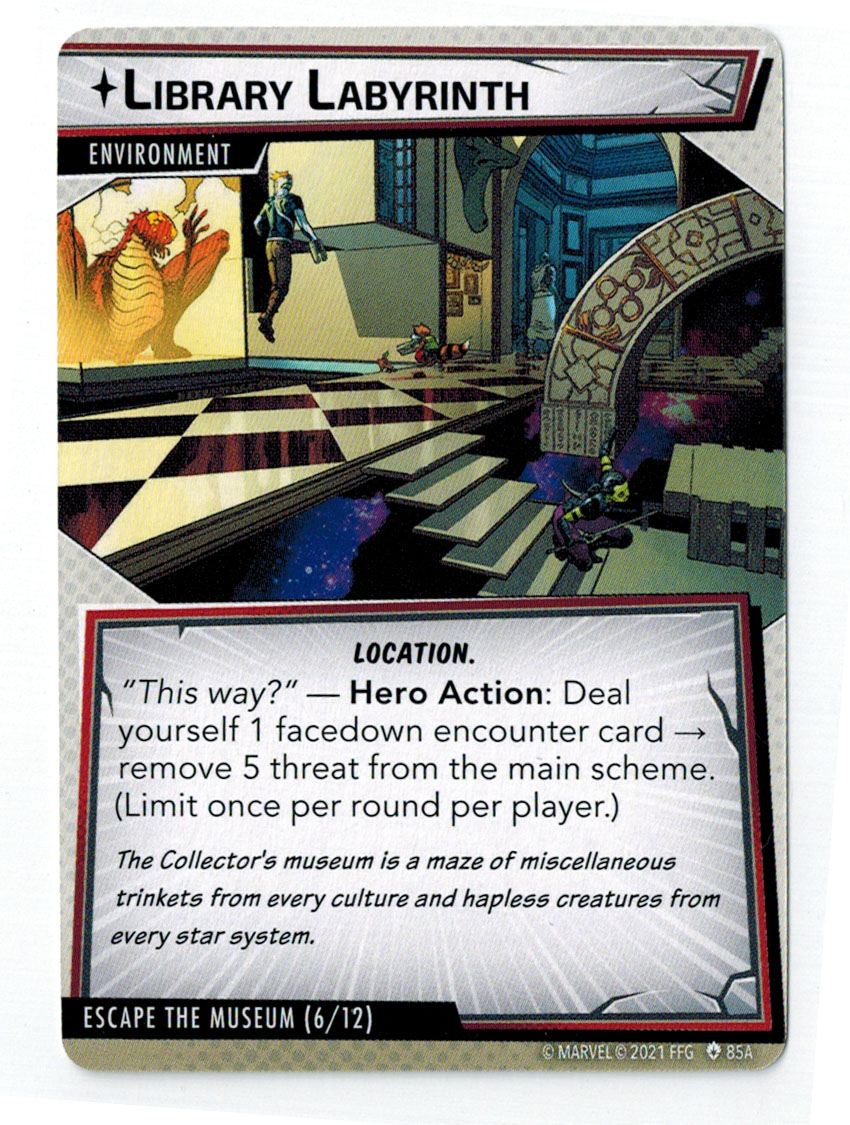 LIBRARY LABYRINTH
ENVIRONMENT
LOCATION.
"This way?" — Hero Action: Deal
yourself 1 facedown encounter card →
remove 5 threat from the main scheme.
(Limit once per round per player.)
The Collector's museum is a maze of miscellaneous
trinkets from every culture and hapless creatures from
every star system.
ESCAPE THE MUSEUM (6/12)
© MARVEL © 2021 FFG 85A